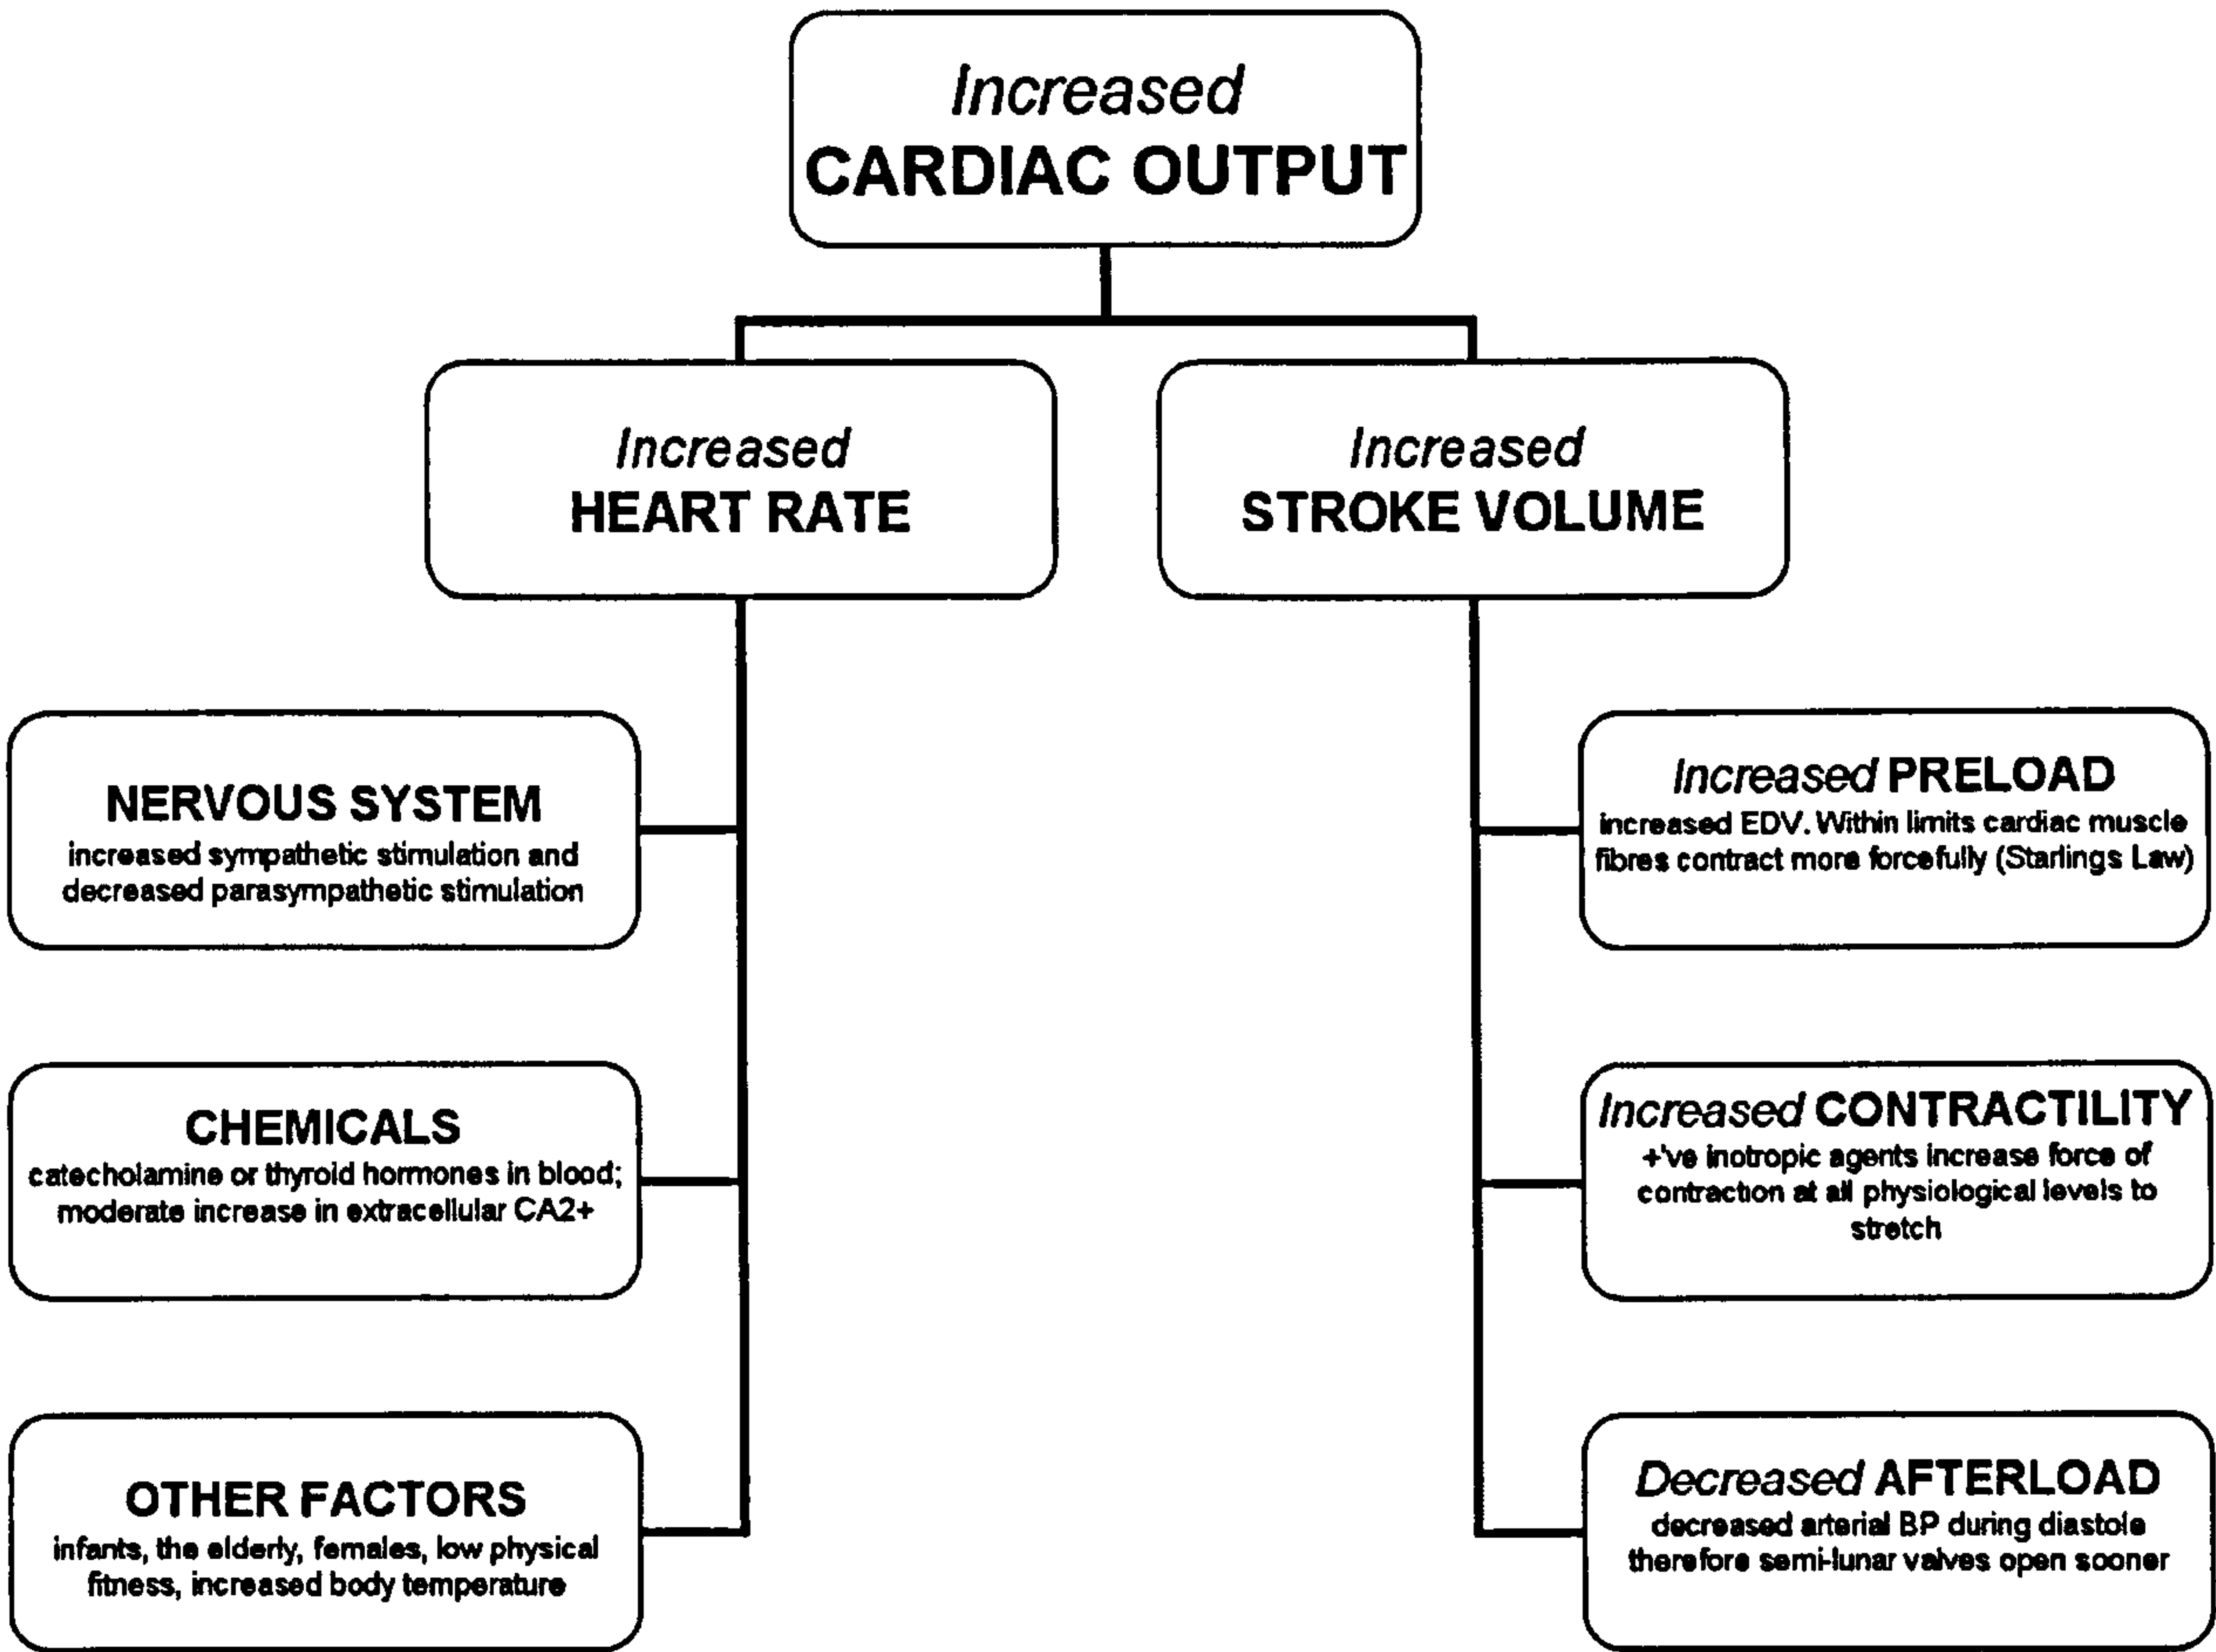 Increased
CARDIAC OUTPUT
Increased
HEART RATE
Increased
STROKE VOLUME
NERVOUS SYSTEM
increased sympathetic stimulation and
decreased parasympathetic stimulation
CHEMICALS
catecholamine or thyroid hormones in blood;
moderate increase in extracellular CA2+
OTHER FACTORS
infants, the elderly, females, low physical
fitness, increased body temperature
Increased PRELOAD
increased EDV. Within limits cardiac muscle
fibres contract more forcefully (Starlings Law)
Increased CONTRACTILITY
+'ve inotropic agents increase force of
contraction at all physiological levels to
stretch
Decreased AFTERLOAD
decreased arterial BP during diastole
therefore semi-lunar valves open sooner